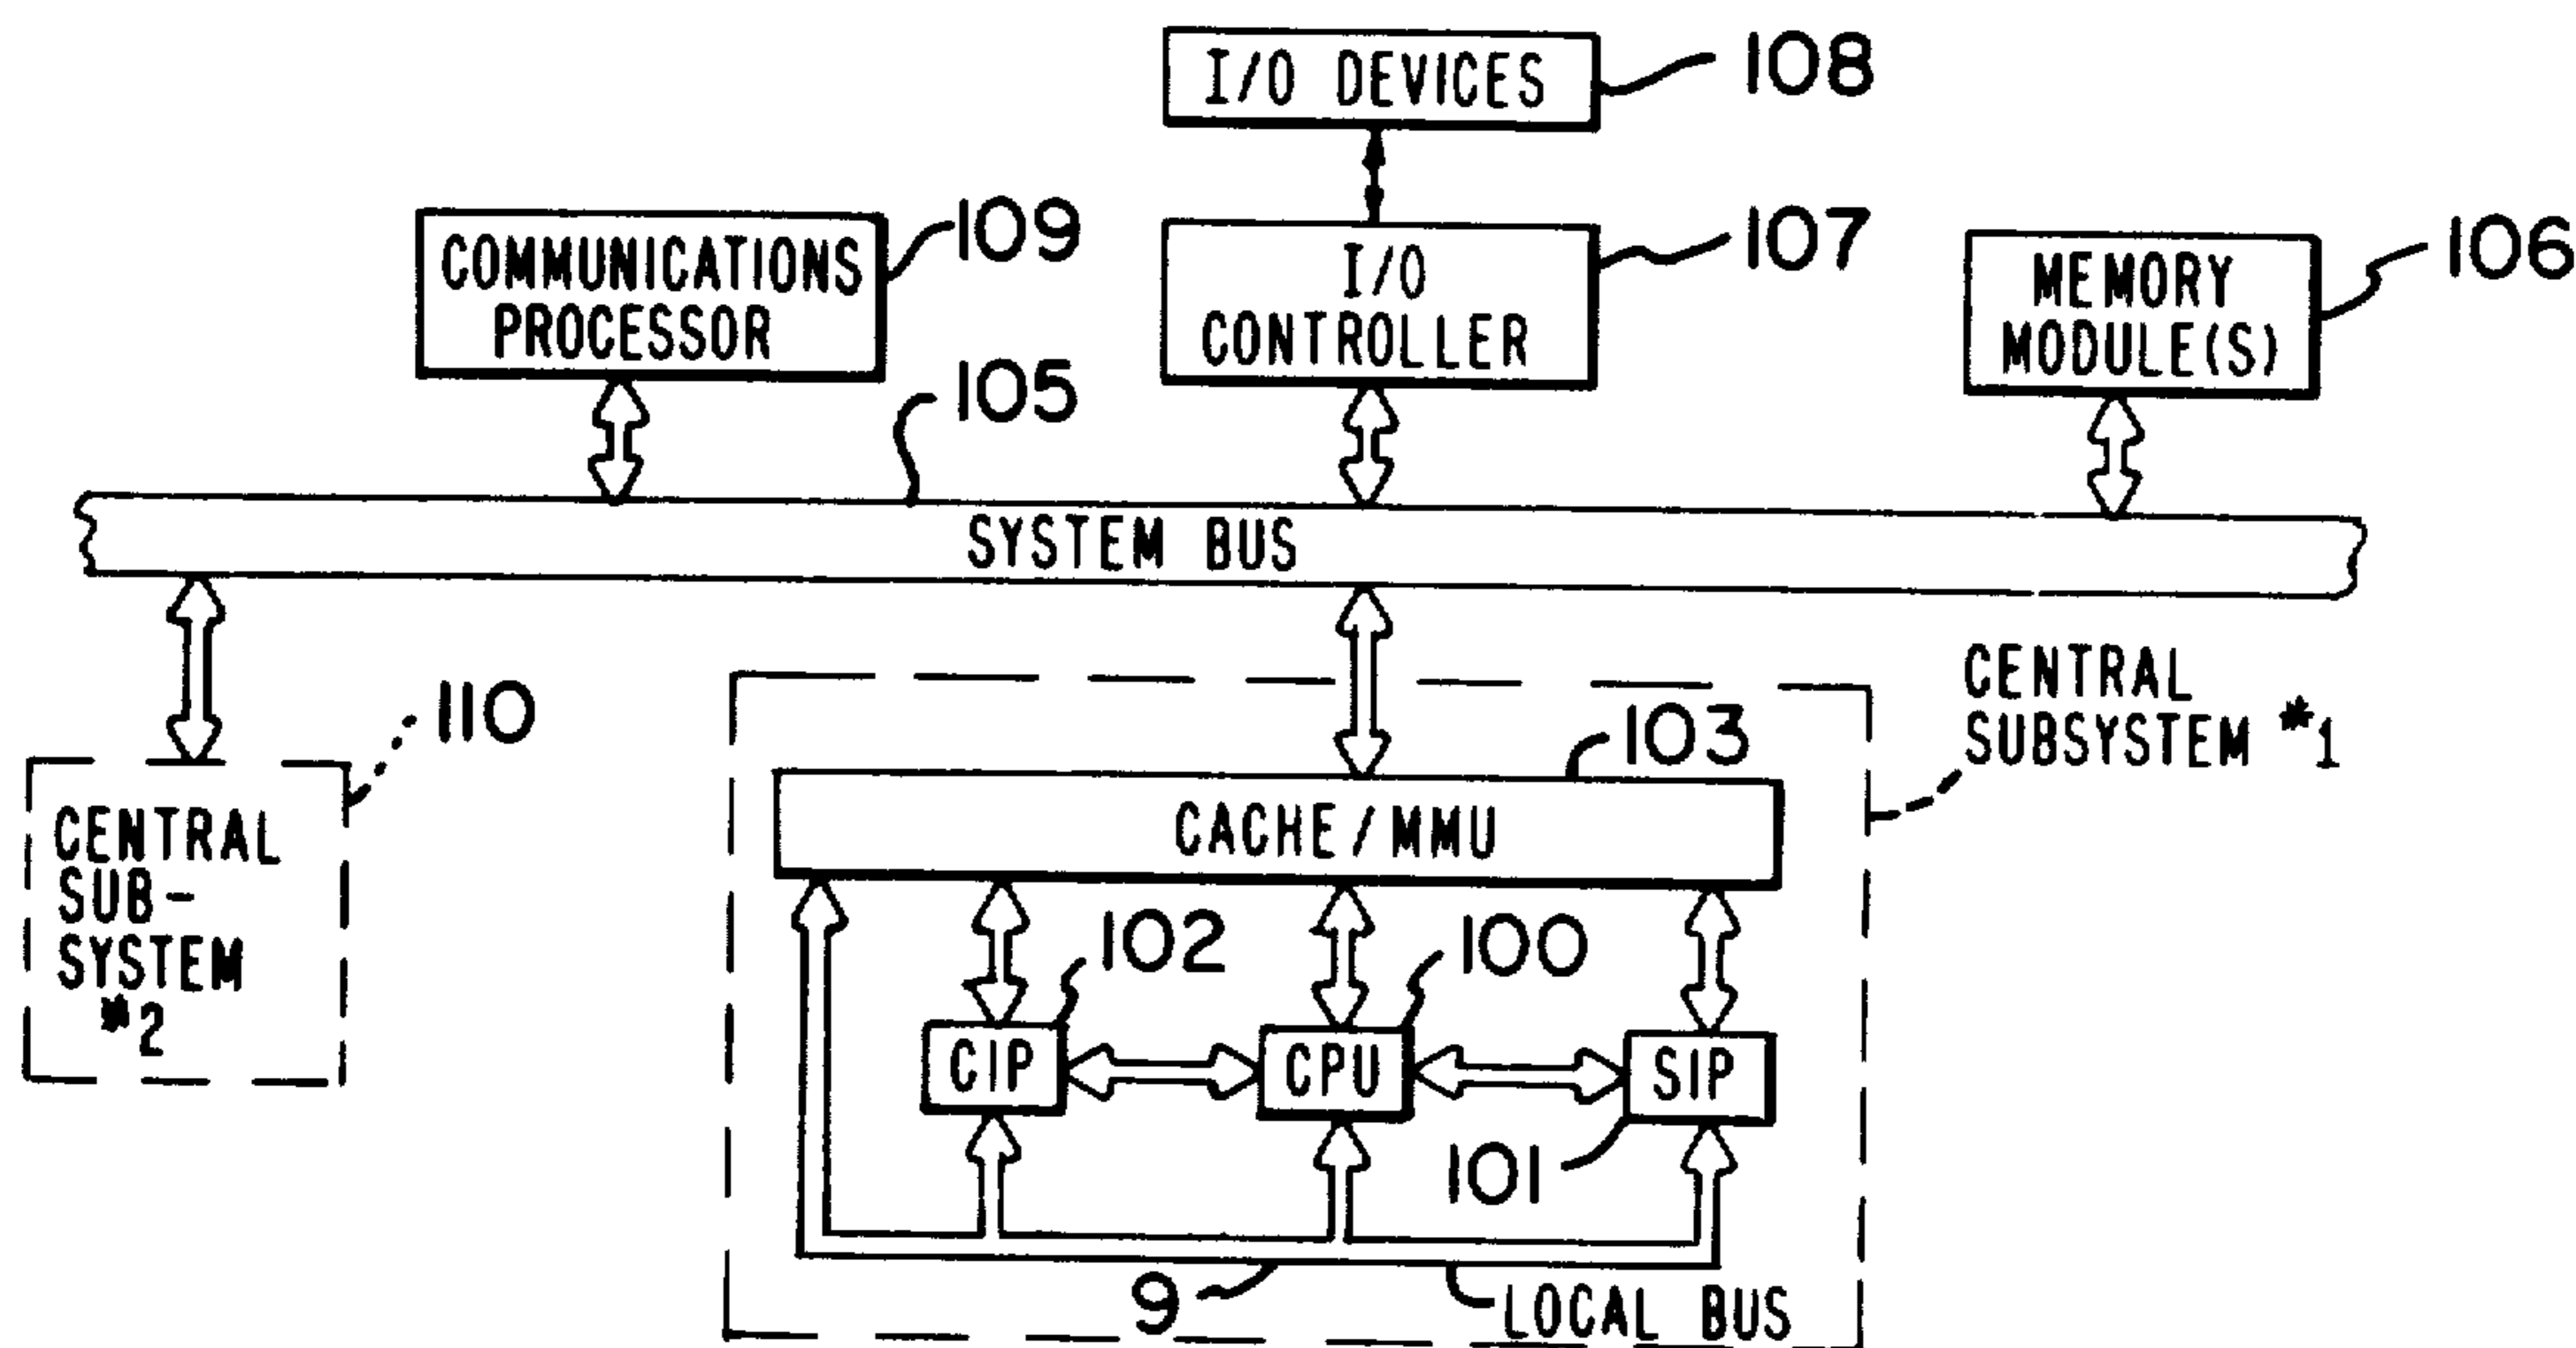 I/O DEVICES
108
COMMUNICATIONS
PROCESSOR
109
I/O
CONTROLLER
107
MEMORY
MODULE(S)
106
105
SYSTEM BUS
110
CENTRAL
SUB-
SYSTEM
*2
CENTRAL
SUBSYSTEM *1
103
CACHE/MMU
102
100
CIP
CPU
SIP
101
9
LOCAL BUS